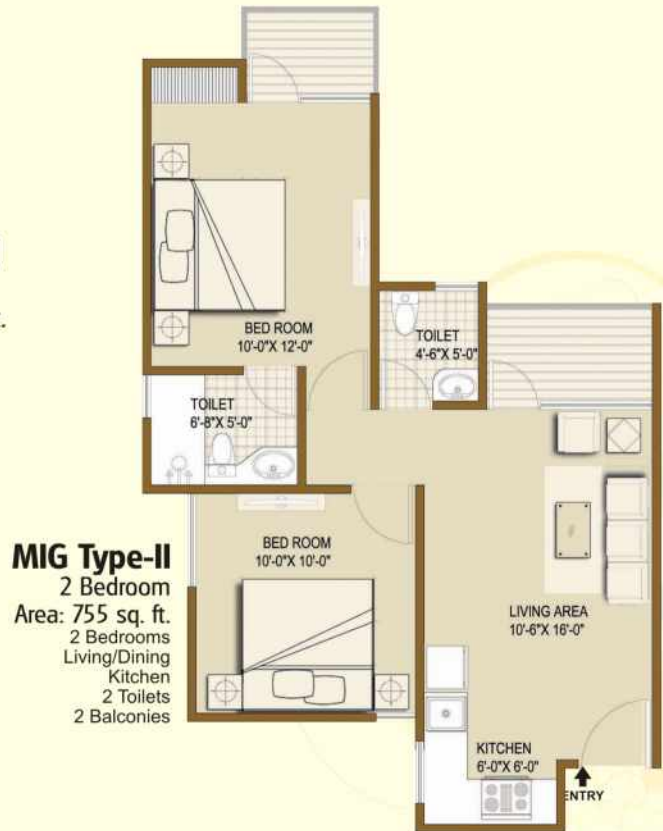 BED ROOM
10'-0"X 12'-0"
TOILET
4'-6"X 5'-0"
TOILET
6'-8"X 5'-0"
BED ROOM
10'-0"X 10'-0"
MIG Type-II
2 Bedroom
Area: 755 sq. ft.
2 Bedrooms
Living/Dining
Kitchen
2 Toilets
2 Balconies
LIVING AREA
10'-6"X 16'-0"
KITCHEN
6'-0"X 6'-0"
ENTRY